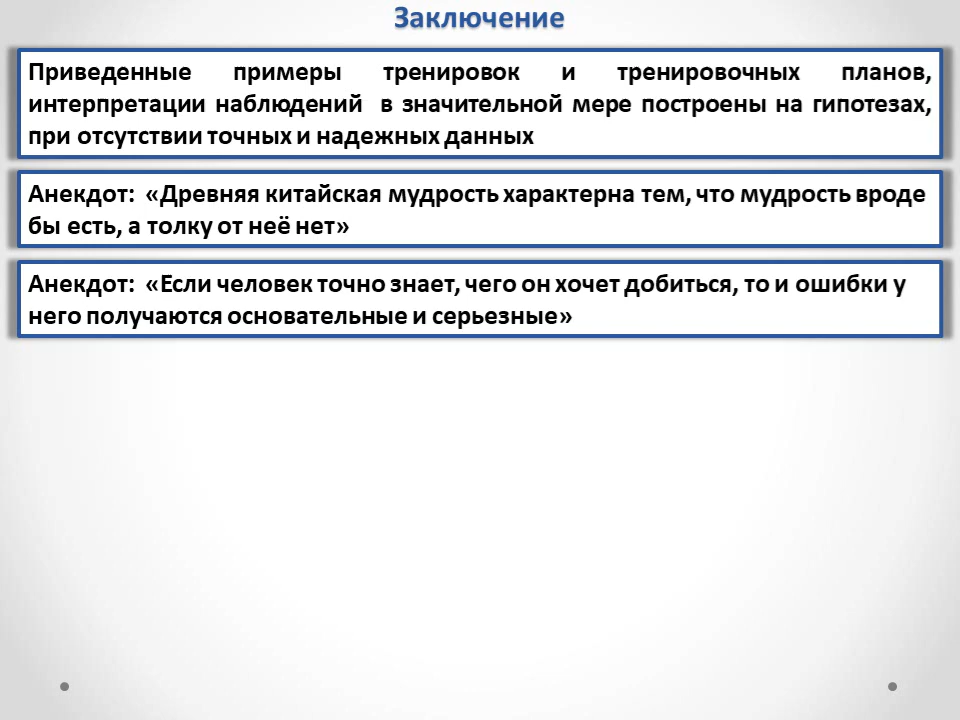 Заключение
Приведенные примеры тренировок и тренировочных планов,
интерпретации наблюдений в значительной мере построены на гипотезах,
при отсутствии точных и надежных данных
Анекдот: «Древняя китайская мудрость характерна тем, что мудрость вроде
бы есть, а толку от неё нет»
Анекдот: «Если человек точно знает, чего он хочет добиться, то и ошибки у
него получаются основательные и серьезные»